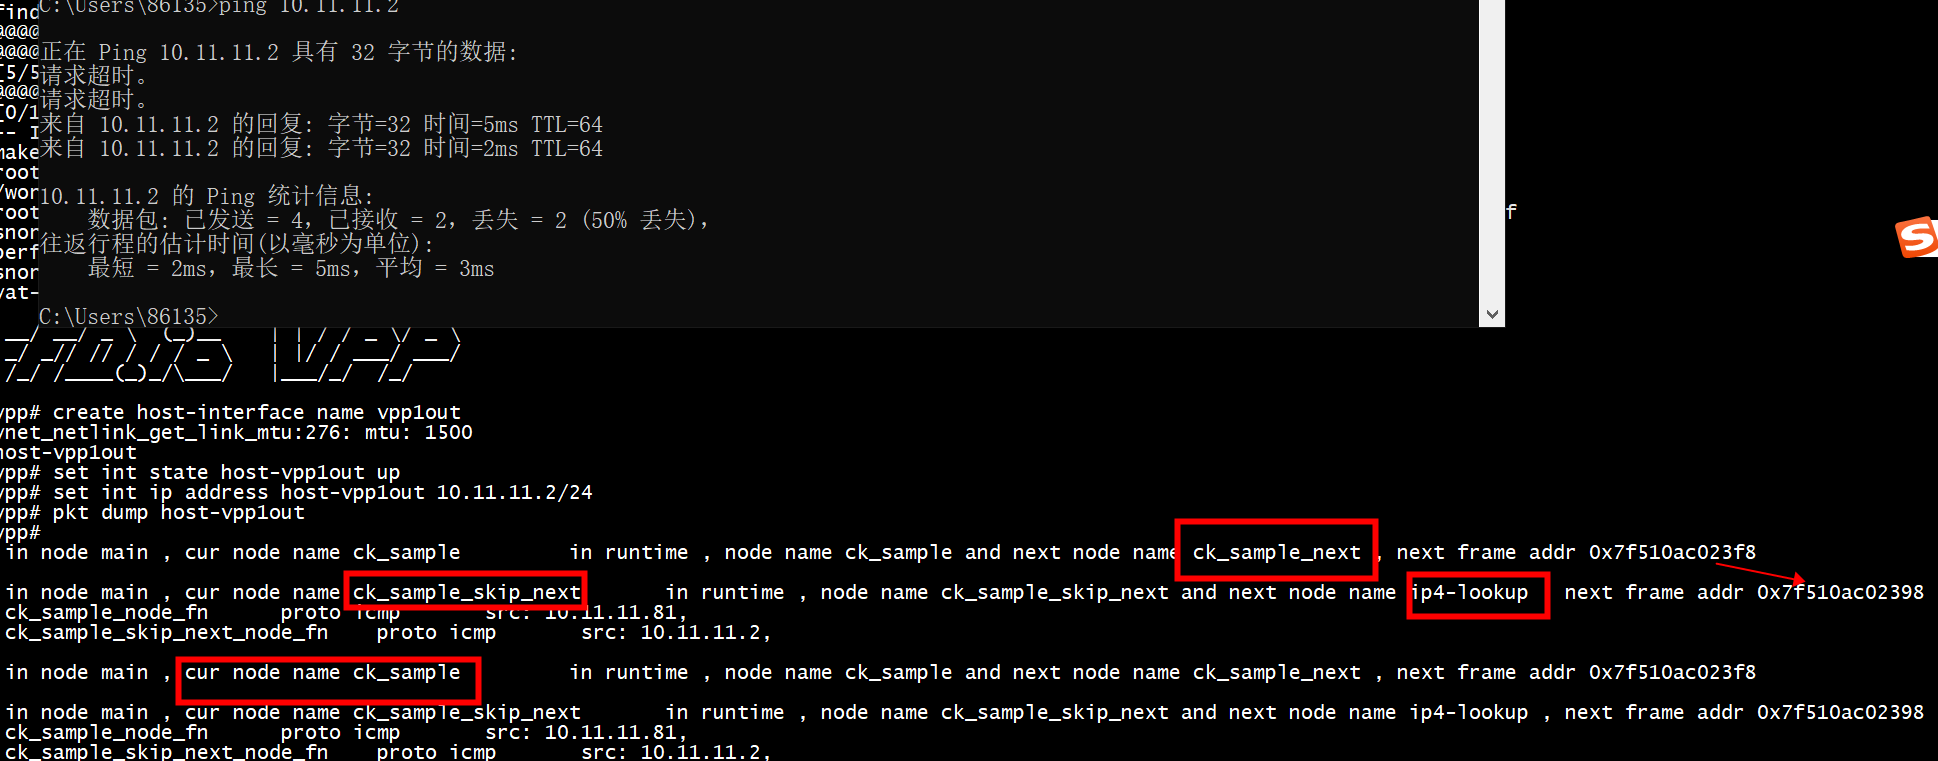 C:\Users\86135>ping 10.11.11.2
正在 Ping 10.11.11.2 具有 32 字节的数据:
请求超时。
请求超时。
来自 10.11.11.2 的回复: 字节=32 时间=5ms TTL=64
来自 10.11.11.2 的回复: 字节=32 时间=2ms TTL=64
10.11.11.2 的 Ping 统计信息:
数据包: 已发送 = 4，已接收 = 2，丢失 = 2 (50% 丢失)，
往返行程的估计时间(以毫秒为单位):
最短 = 2ms，最长 = 5ms，平均 = 3ms
C:\Users\86135>
find
@@@@
@@@@
[5/5
@@@@
[0/1
-- I
make
root
/wor
root
f
snor
perf
snor
vat-
vpp# create host-interface name vpp1out
vnet_netlink_get_link_mtu:276: mtu: 1500
host-vpp1out
vpp# set int state host-vpp1out up
vpp# set int ip address host-vpp1out 10.11.11.2/24
vpp# pkt dump host-vpp1out
vpp#
in node main , cur node name ck_sample in runtime , node name ck_sample and next node name ck_sample_next , next frame addr 0x7f510ac023f8
in node main , cur node name ck_sample_skip_next in runtime , node name ck_sample_skip_next and next node name ip4-lookup next frame addr 0x7f510ac02398
ck_sample_node_fn proto icmp src: 10.11.11.81,
ck_sample_skip_next_node_fn proto icmp src: 10.11.11.2,
in node main , cur node name ck_sample in runtime , node name ck_sample and next node name ck_sample_next , next frame addr 0x7f510ac023f8
in node main , cur node name ck_sample_skip_next in runtime , node name ck_sample_skip_next and next node name ip4-lookup , next frame addr 0x7f510ac02398
ck_sample_node_fn proto icmp src: 10.11.11.81,
ck_sample_skip_next_node_fn proto icmp src: 10.11.11.2,